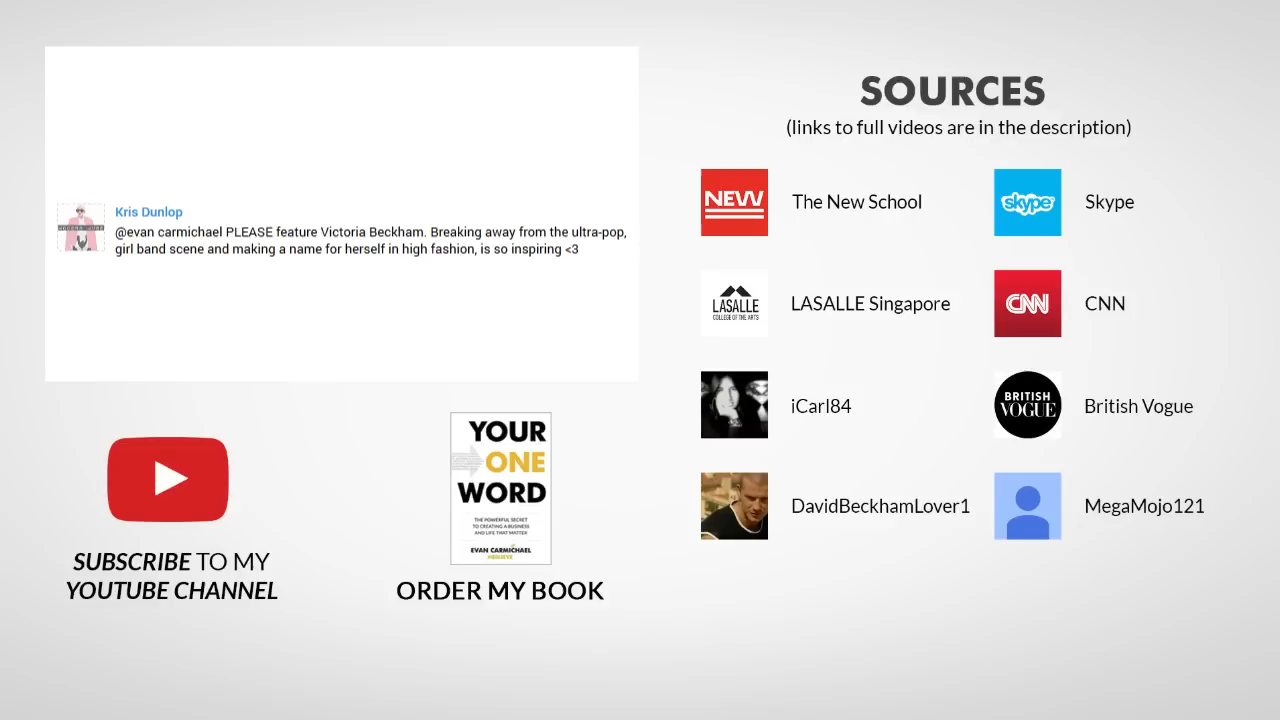 Kris Dunlop
@evan carmichael PLEASE feature Victoria Beckham. Breaking away from the ultra-pop,
girl band scene and making a name for herself in high fashion, is so inspiring <3
SUBSCRIBE TO MY
YOUTUBE CHANNEL
YOUR
ONE
WORD
THE POWERFUL SECRET
TO CREATING A BUSINESS
AND LIFE THAT MATTER
EVAN CARMICHAEL
#BELIEVE
ORDER MY BOOK
SOURCES
(links to full videos are in the description)
NEW
The New School
skype
Skype
LASALLE
COLLEGE OF THE ARTS
LASALLE Singapore
CNN
CNN
iCarl84
BRITISH
VOGUE
British Vogue
DavidBeckhamLover1
MegaMojo121